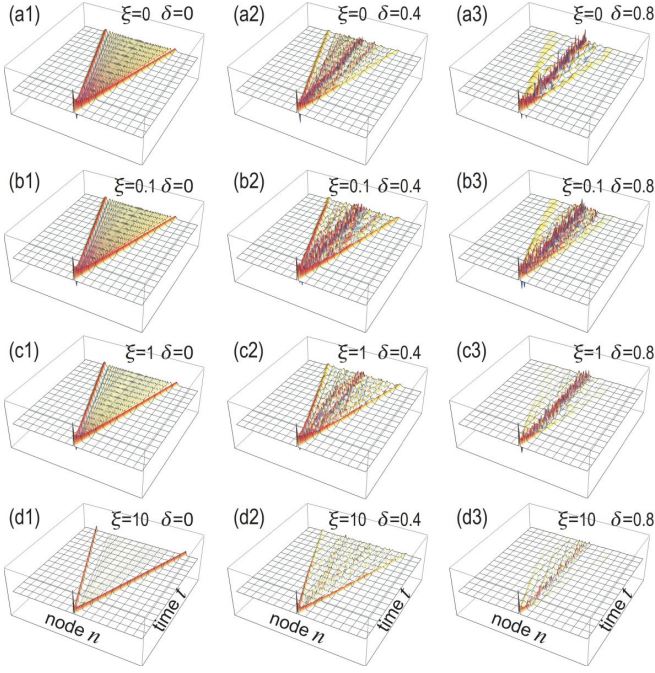 (a1) ξ=0 δ=0
(a2) ξ=0 δ=0.4
(a3) ξ=0 δ=0.8
(b1) ξ=0.1 δ=0
(b2) ξ=0.1 δ=0.4
(b3) ξ=0.1 δ=0.8
(c1) ξ=1 δ=0
(c2) ξ=1 δ=0.4
(c3) ξ=1 δ=0.8
(d1) ξ=10 δ=0
node n
time t
(d2) ξ=10 δ=0.4
node n
time t
(d3) ξ=10 δ=0.8
node n
time t